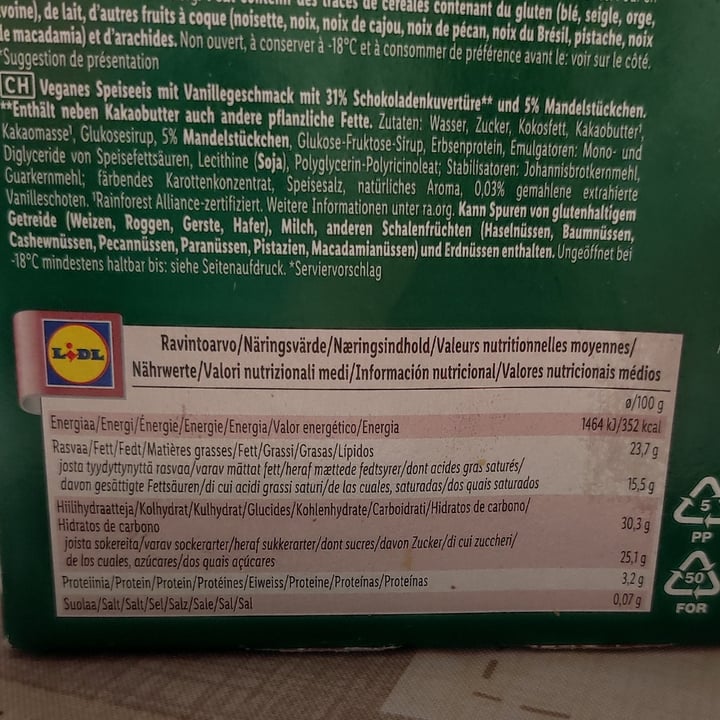 des traces de céréales contenant du gluten (blé, seigle, orge,
voine), de lait, d'autres fruits à coque (noisette, noix, noix de cajou, noix de pécan, noix du Brésil, pistache, noix
de macadamia) et d'arachides. Non ouvert, à conserver à -18°C et à consommer de préférence avant le: voir sur le côté.
*Suggestion de présentation
CH Veganes Speiseeis mit Vanillegeschmack mit 31% Schokoladenkuvertüre** und 5% Mandelstückchen.
**Enthält neben Kakaobutter auch andere pflanzliche Fette. Zutaten: Wasser, Zucker, Kokosfett, Kakaobutter¹,
Kakaomasse¹, Glukosesirup, 5% Mandelstückchen, Glukose-Fruktose-Sirup, Erbsenprotein, Emulgatoren: Mono- und
Diglyceride von Speisefettsäuren, Lecithine (Soja), Polyglycerin-Polyricinoleat; Stabilisatoren: Johannisbrotkernmehl,
Guarkernmehl; färbendes Karottenkonzentrat, Speisesalz, natürliches Aroma, 0,03% gemahlene extrahierte
Vanilleschoten. ¹Rainforest Alliance-zertifiziert. Weitere Informationen unter ra.org. Kann Spuren von glutenhaltigem
Getreide (Weizen, Roggen, Gerste, Hafer), Milch, anderen Schalenfrüchten (Haselnüssen, Baumnüssen,
Cashewnüssen, Pecannüssen, Paranüssen, Pistazien, Macadamianüssen) und Erdnüssen enthalten. Ungeöffnet bei
-18°C mindestens haltbar bis: siehe Seitenaufdruck. *Serviervorschlag
LIDL
Ravintoarvo/Näringsvärde/Næringsindhold/Valeurs nutritionnelles moyennes/
Nährwerte/Valori nutrizionali medi/Información nutricional/Valores nutricionais médios
ø/100 g
Energiaa/Energi/Énergie/Energie/Energia/Valor energético/Energia 1464 kJ/352 kcal
Rasvaa/Fett/Fedt/Matières grasses/Fett/Grassi/Grasas/Lípidos 23,7 g
josta tyydyttynyttä rasvaa/varav mättat fett/heraf mættede fedtsyrer/dont acides gras saturés/
davon gesättigte Fettsäuren/di cui acidi grassi saturi/de las cuales, saturadas/dos quais saturados 15,5 g
Hiilihydraatteja/Kolhydrat/Kulhydrat/Glucides/Kohlenhydrate/Carboidrati/Hidratos de carbono/
Hidratos de carbono 30,3 g
joista sokereita/varav sockerarter/heraf sukkerarter/dont sucres/davon Zucker/di cui zuccheri/
de los cuales, azúcares/dos quais açúcares 25,1 g
Proteiinia/Protein/Protein/Protéines/Eiweiss/Proteine/Proteínas/Proteínas 3,2 g
Suolaa/Salt/Salt/Sel/Salz/Sale/Sal/Sal 0,07 g
5
PP
50
FOR